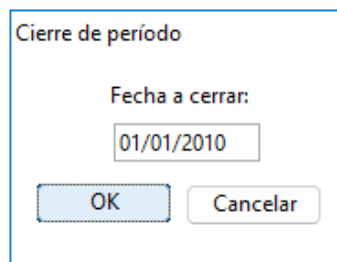 Cierre de período
Fecha a cerrar:
01/01/2010
OK
Cancelar